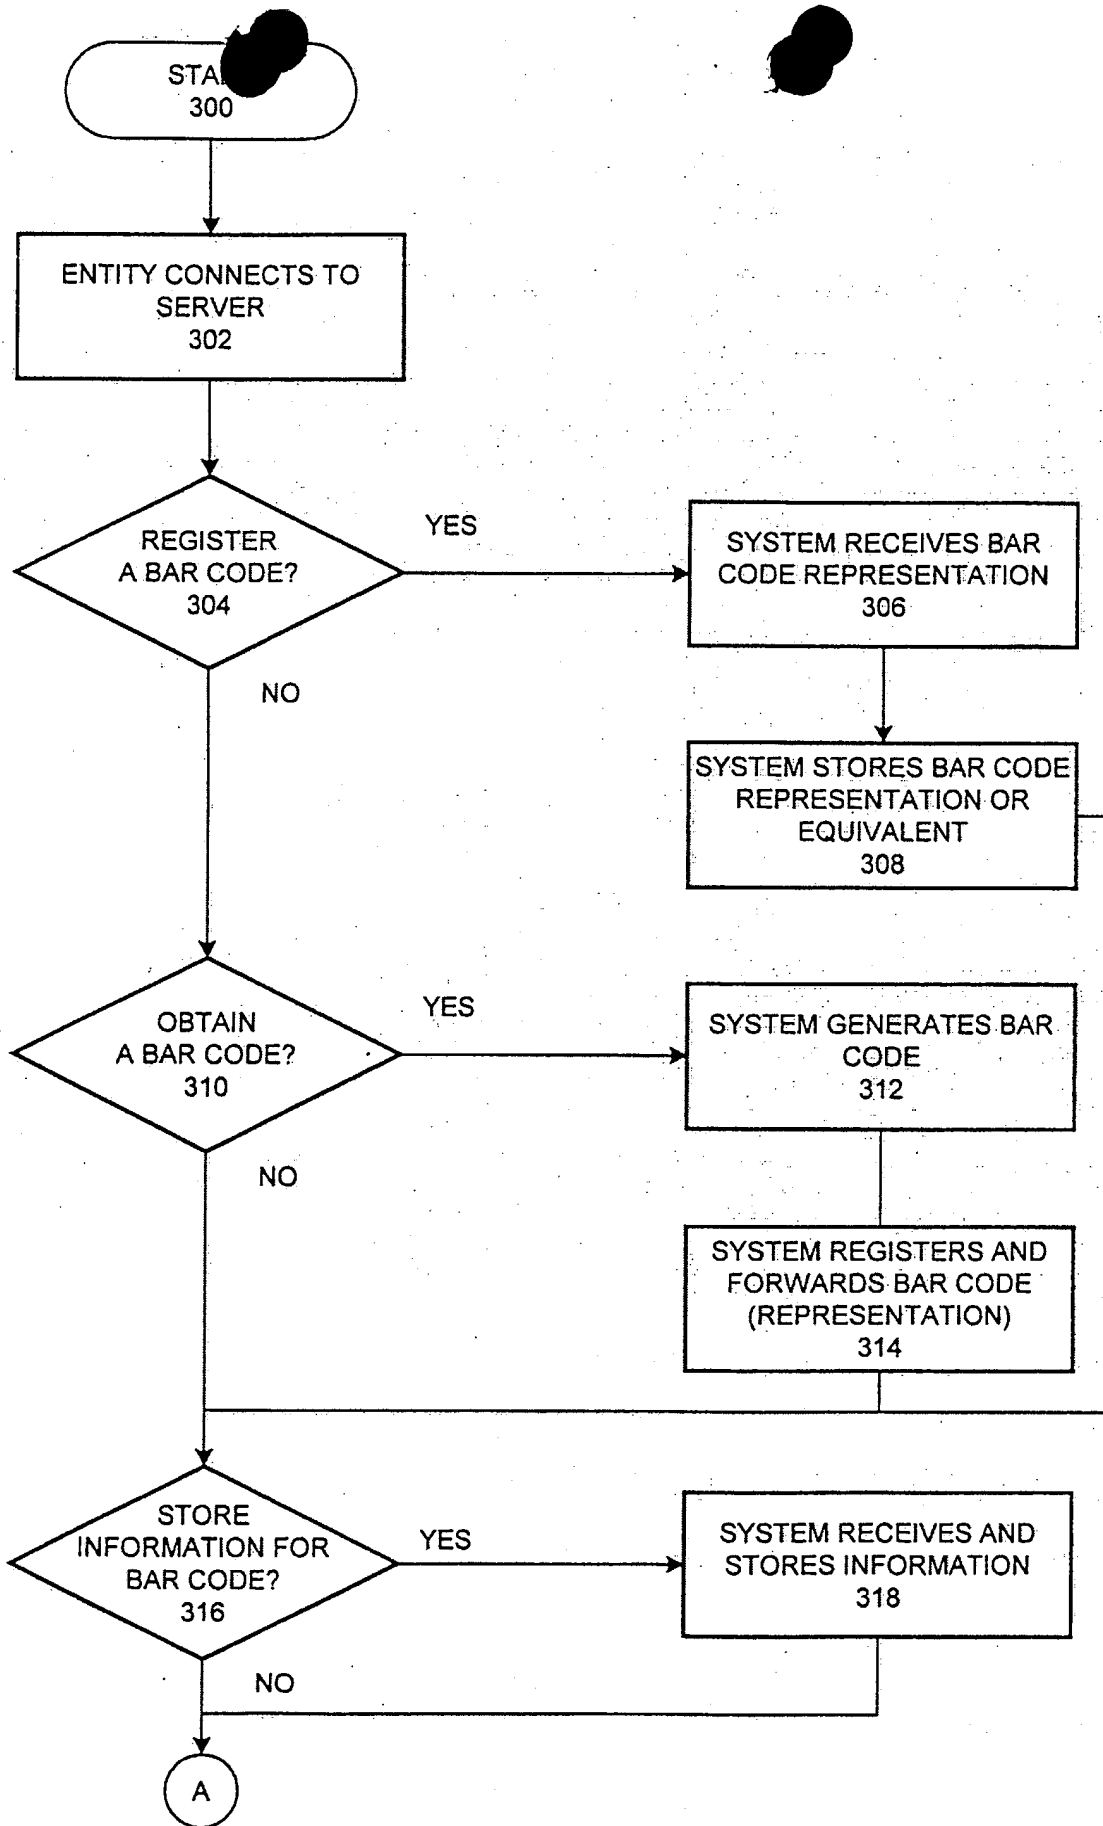 300
ENTITY CONNECTS TO
SERVER
302
REGISTER
A BAR CODE?
304
YES
NO
SYSTEM RECEIVES BAR
CODE REPRESENTATION
306
SYSTEM STORES BAR CODE
REPRESENTATION OR
EQUIVALENT
308
OBTAIN
A BAR CODE?
310
YES
NO
SYSTEM GENERATES BAR
CODE
312
SYSTEM REGISTERS AND
FORWARDS BAR CODE
(REPRESENTATION)
314
STORE
INFORMATION FOR
BAR CODE?
316
YES
NO
SYSTEM RECEIVES AND
STORES INFORMATION
318
A